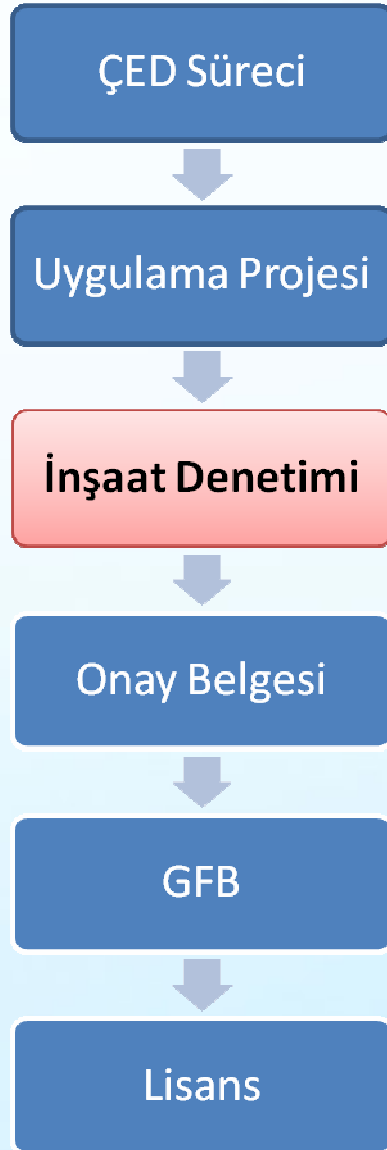 ÇED Süreci
Uygulama Projesi
İnşaat Denetimi
Onay Belgesi
GFB
Lisans